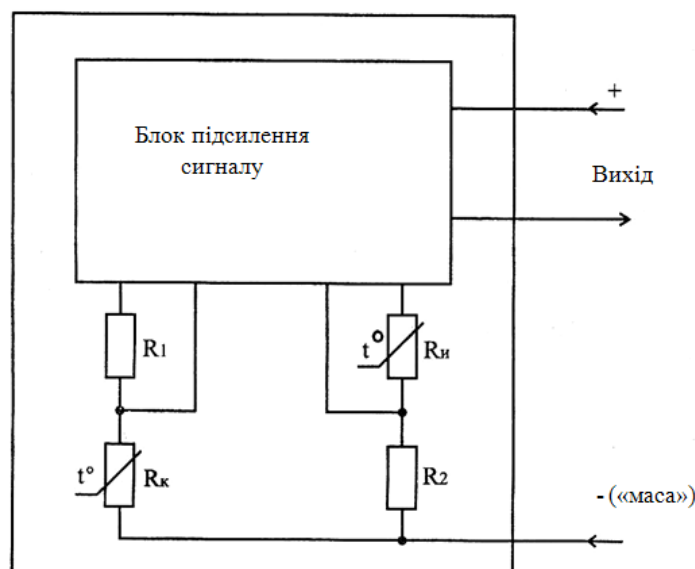 Блок підсилення
сигналу
+
Вихід
R1
t° Rи
t° Rк
R2
- («маса»)